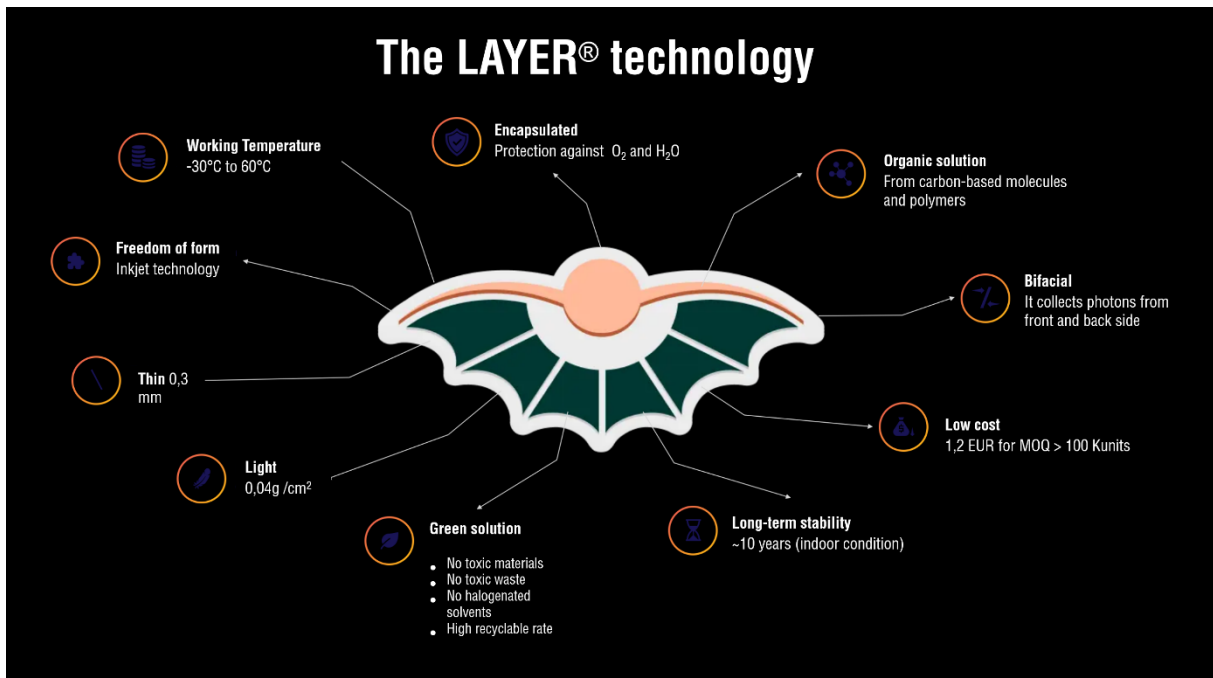 The LAYER® technology
Working Temperature
-30°C to 60°C
Encapsulated
Protection against O₂ and H₂O
Organic solution
From carbon-based molecules
and polymers
Freedom of form
Inkjet technology
Bifacial
It collects photons from
front and back side
Thin 0,3
mm
Low cost
1,2 EUR for MOQ > 100 Kunits
Light
0,04g /cm²
Green solution
• No toxic materials
• No toxic waste
• No halogenated
solvents
• High recyclable rate
Long-term stability
~10 years (indoor condition)